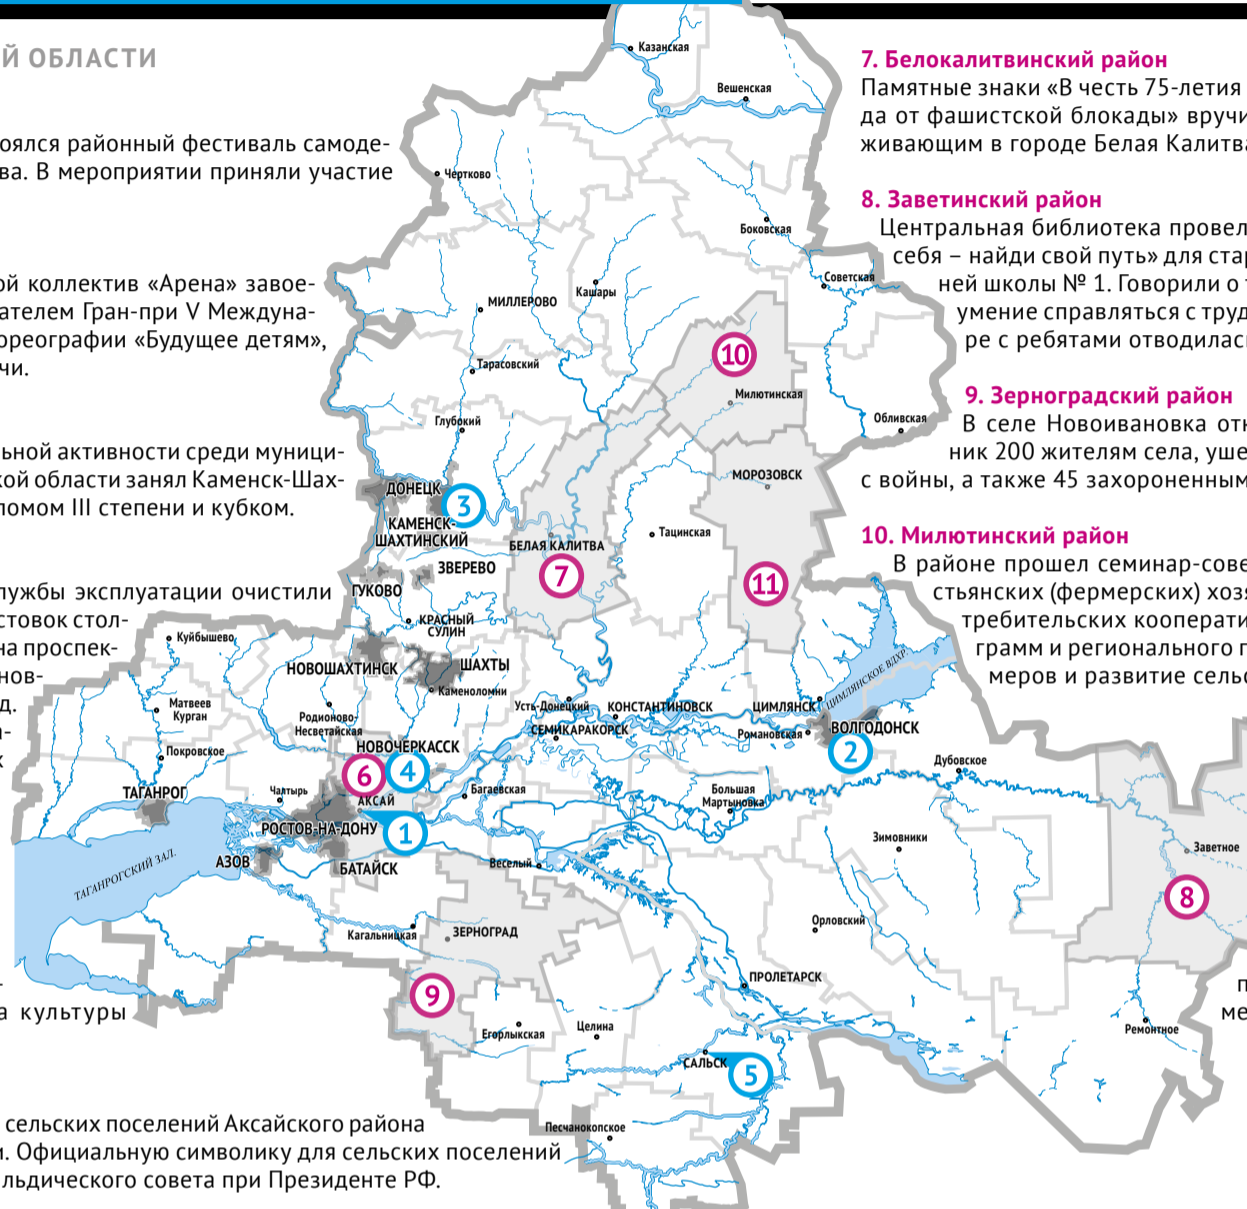 Й ОБЛАСТИ
оялся районный фестиваль самоде-
ва. В мероприятии приняли участие
ой коллектив «Арена» завое-
ателем Гран-при V Междуна-
ореографии «Будущее детям»,
чи.
льной активности среди муници-
кой области занял Каменск-Шах-
ломом III степени и кубком.
лужбы эксплуатации очистили
стовок стол-
на проспек-
нов-
д.
а-
к
-
а культуры
сельских поселений Аксайского района
и. Официальную символику для сельских поселений
льдического совета при Президенте РФ.
Казанская
Вешенская
Чертково
Боковская
Советская
Кашары
МИЛЛЕРОВО
10
Тарасовский
Милютинская
Глубокий
Обливская
МОРОЗОВСК
ДОНЕЦК
3
КАМЕНСК-
ШАХТИНСКИЙ
Тацинская
БЕЛАЯ КАЛИТВА
7
11
ЗВЕРЕВО
ГУКОВО
КРАСНЫЙ
СУЛИН
Куйбышево
НОВОШАХТИНСК
ШАХТЫ
Каменоломни
ЦИМЛЯНСКОЕ ВДХР.
Матвеев
Курган
Родионово-
Несветайская
Усть-Донецкий
КОНСТАНТИНОВСК
ЦИМЛЯНСК
СЕМИКАРАКОРСК
Романовская
ВОЛГОДОНСК
2
Покровское
НОВОЧЕРКАССК
6
4
Дубовское
ТАГАНРОГ
Чалтырь
АКСАЙ
Багаевская
Большая
Мартыновка
РОСТОВ-НА-ДОНУ
1
Зимовники
Заветное
ТАГАНРОГСКИЙ ЗАЛ.
АЗОВ
БАТАЙСК
Веселый
8
Кагальницкая
ЗЕРНОГРАД
Орловский
ПРОЛЕТАРСК
9
Егорлыкская
Целина
Ремонтное
САЛЬСК
5
Песчанокопское
7. Белокалитвинский район
Памятные знаки «В честь 75-летия
да от фашистской блокады» вручи
живающим в городе Белая Калитва
8. Заветинский район
Центральная библиотека провел
себя – найди свой путь» для стар
ней школы № 1. Говорили о
умение справляться с труд
ре с ребятами отводилас
9. Зерноградский район
В селе Новоивановка отк
ник 200 жителям села, уше
с войны, а также 45 захороненным
10. Милютинский район
В районе прошел семинар-сове
стьянских (фермерских) хозя
требительских кооперати
грамм и регионального п
меров и развитие сельс
п
ме